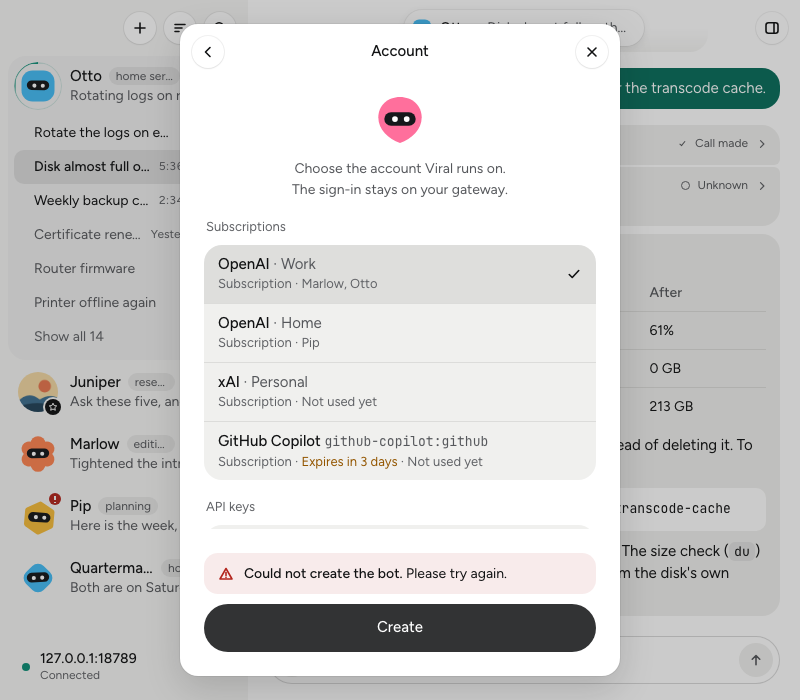 Otto home ser...
Rotating logs on
Rotate the logs on e...
Disk almost full o... 5:36
Weekly backup c... 2:34
Certificate rene... Yeste
Router firmware
Printer offline again
Show all 14
Juniper rese...
Ask these five, an
Marlow editi...
Tightened the intr
Pip planning
Here is the week,
Quarterma...
Both are on Satur
127.0.0.1:18789
Connected
Account
Choose the account Viral runs on.
The sign-in stays on your gateway.
Subscriptions
OpenAI · Work
Subscription · Marlow, Otto
OpenAI · Home
Subscription · Pip
xAI · Personal
Subscription · Not used yet
GitHub Copilot github-copilot:github
Subscription · Expires in 3 days · Not used yet
API keys
Could not create the bot. Please try again.
Create
the transcode cache.
Call made
Unknown
After
61%
0 GB
213 GB
ead of deleting it. To
transcode-cache
The size check (du)
m the disk's own